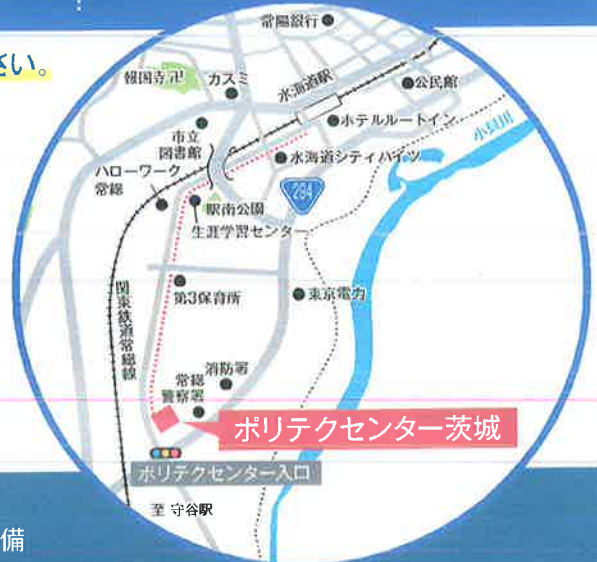 さい。
常陽銀行
報国寺
カスミ
水海道駅
公民館
市立
図書館
ホテルルートイン
小貝川
水海道シティハイツ
ハローワーク
常総
294
駅南公園
生涯学習センター
関東鉄道常総線
第3保育所
東京電力
消防署
常総
警察署
ポリテクセンター茨城
ポリテクセンター入口
至 守谷駅
備